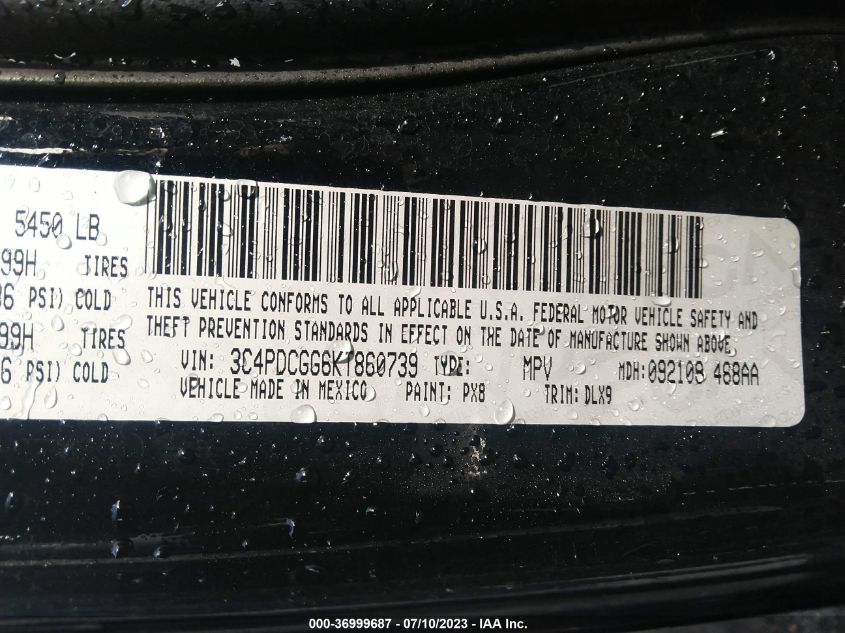 5450 LB
99H TIRES
36 PSI) COLD
99H TIRES
6 PSI) COLD
THIS VEHICLE CONFORMS TO ALL APPLICABLE U.S.A. FEDERAL MOTOR VEHICLE SAFETY AND
THEFT PREVENTION STANDARDS IN EFFECT ON THE DATE OF MANUFACTURE SHOWN ABOVE.
VIN: 3C4PDCGG6KT860739 TYPE: MPV MDH: 468AA
VEHICLE MADE IN MEXICO PAINT: PX8 TRIM: DLX9
000-36999687 - 07/10/2023 - IAA Inc.